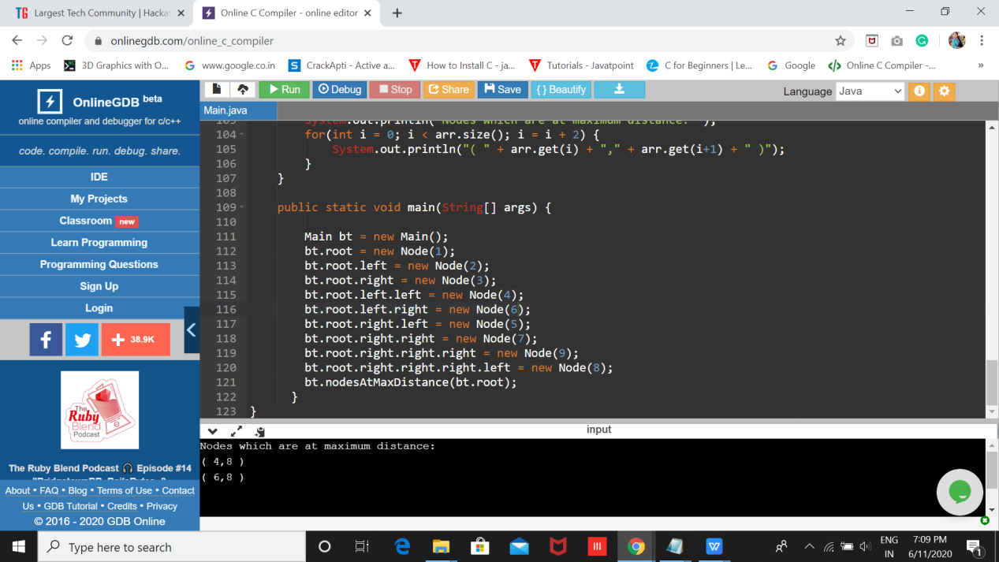 Largest Tech Community | Hackat
Online C Compiler - online editor
onlinegdb.com/online_c_compiler
Apps
3D Graphics with O...
www.google.co.in
CrackApti - Active a...
How to Install C - ja...
Tutorials - Javatpoint
C for Beginners | Le...
Google
Online C Compiler -...
»
OnlineGDB beta
online compiler and debugger for c/c++
code. compile. run. debug. share.
IDE
My Projects
Classroom new
Learn Programming
Programming Questions
Sign Up
Login
38.9K
The
Ruby
Blend
Podcast
The Ruby Blend Podcast 🎧 Episode #14
About • FAQ • Blog • Terms of Use • Contact
Us • GDB Tutorial • Credits • Privacy
© 2016 - 2020 GDB Online
Run Debug Stop Share Save { } Beautify
Language Java
Main.java
103 System.out.println("Nodes which are at maximum distance: ");
104 for(int i = 0; i < arr.size(); i = i + 2) {
105 System.out.println("( " + arr.get(i) + "," + arr.get(i+1) + " )");
106 }
107 }
108
109 public static void main(String[] args) {
110
111 Main bt = new Main();
112 bt.root = new Node(1);
113 bt.root.left = new Node(2);
114 bt.root.right = new Node(3);
115 bt.root.left.left = new Node(4);
116 bt.root.left.right = new Node(6);
117 bt.root.right.left = new Node(5);
118 bt.root.right.right = new Node(7);
119 bt.root.right.right.right = new Node(9);
120 bt.root.right.right.right.left = new Node(8);
121 bt.nodesAtMaxDistance(bt.root);
122 }
123 }
input
Nodes which are at maximum distance:
( 4,8 )
( 6,8 )
Type here to search
ENG
IN
7:09 PM
6/11/2020
1